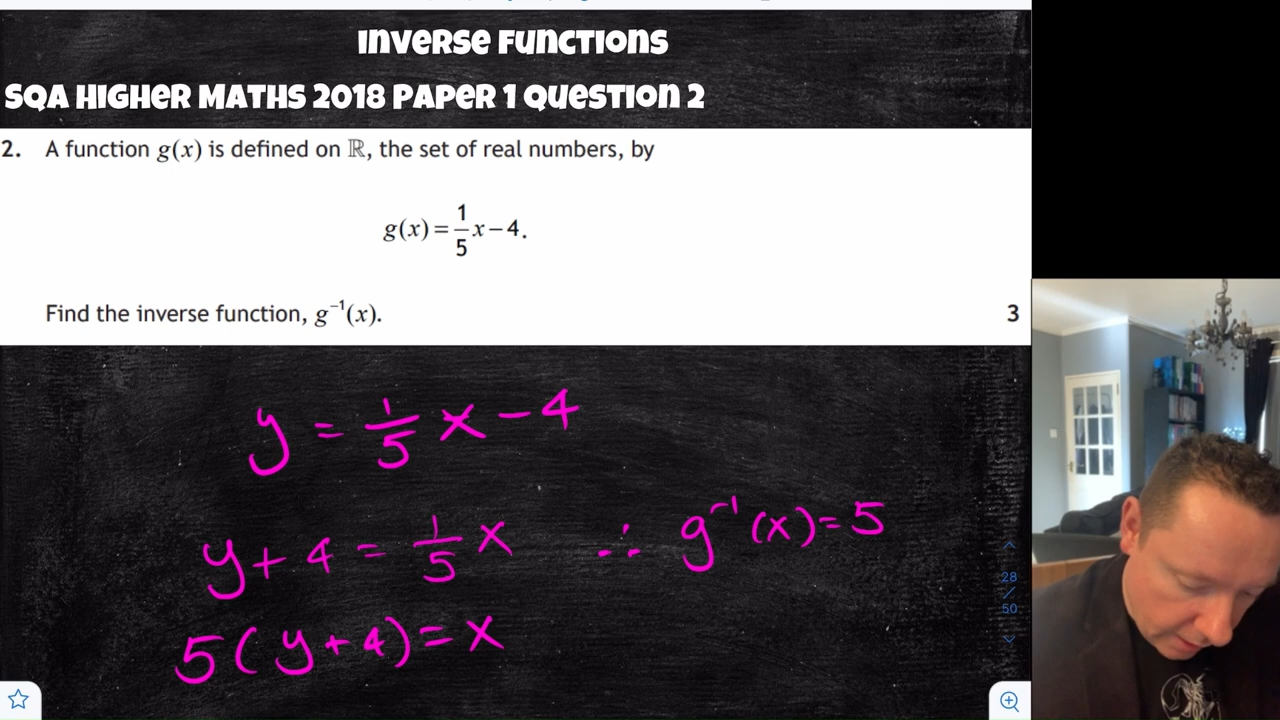 Inverse Functions
SQA Higher Maths 2018 Paper 1 Question 2
2. A function g(x) is defined on ℝ, the set of real numbers, by
g(x) = 1/5 x − 4.
Find the inverse function, g⁻¹(x). 3
y = 1/5 x − 4
y + 4 = 1/5 x
∴ g⁻¹(x) = 5
5(y + 4) = x
28
/
50